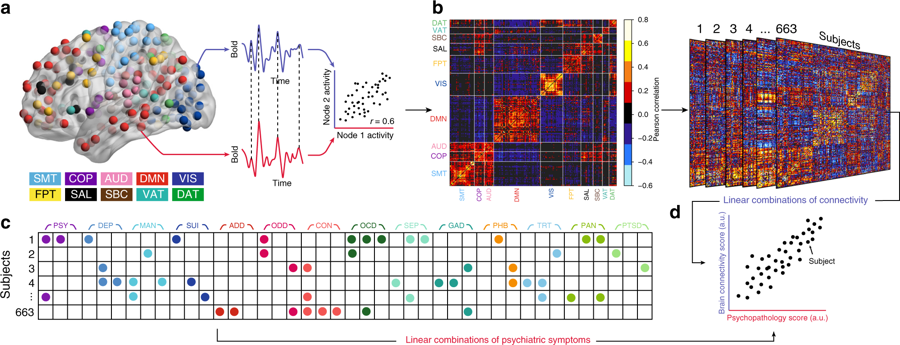 a
Bold
Time
Bold
Time
Node 2 activity
r = 0.6
Node 1 activity
SMT COP AUD DMN VIS
FPT SAL SBC VAT DAT
b
DAT
VAT
SBC
SAL
FPT
VIS
DMN
AUD
COP
SMT
SMT COP AUD DMN VIS FPT SAL SBC VAT DAT
0.8
0.6
0.4
0.2
0.0
−0.2
−0.4
−0.6
Pearson correlation
1 2 3 4 ... 663
Subjects
Linear combinations of connectivity
c
PSY DEP MAN SUI ADD ODD CON OCD SEP GAD PHB TRT PAN PTSD
Subjects
1
2
3
4
...
663
Linear combinations of psychiatric symptoms
d
Brain connectivity score (a.u.)
Subject
Psychopathology score (a.u.)